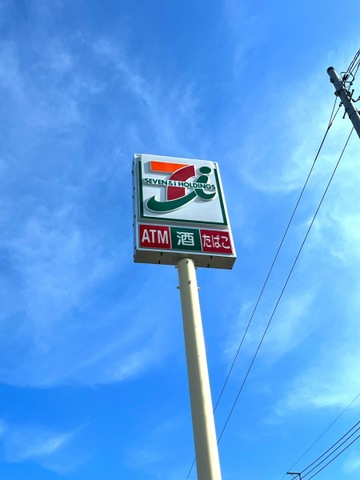 SEVEN & i HOLDINGS
ATM 酒 たばこ